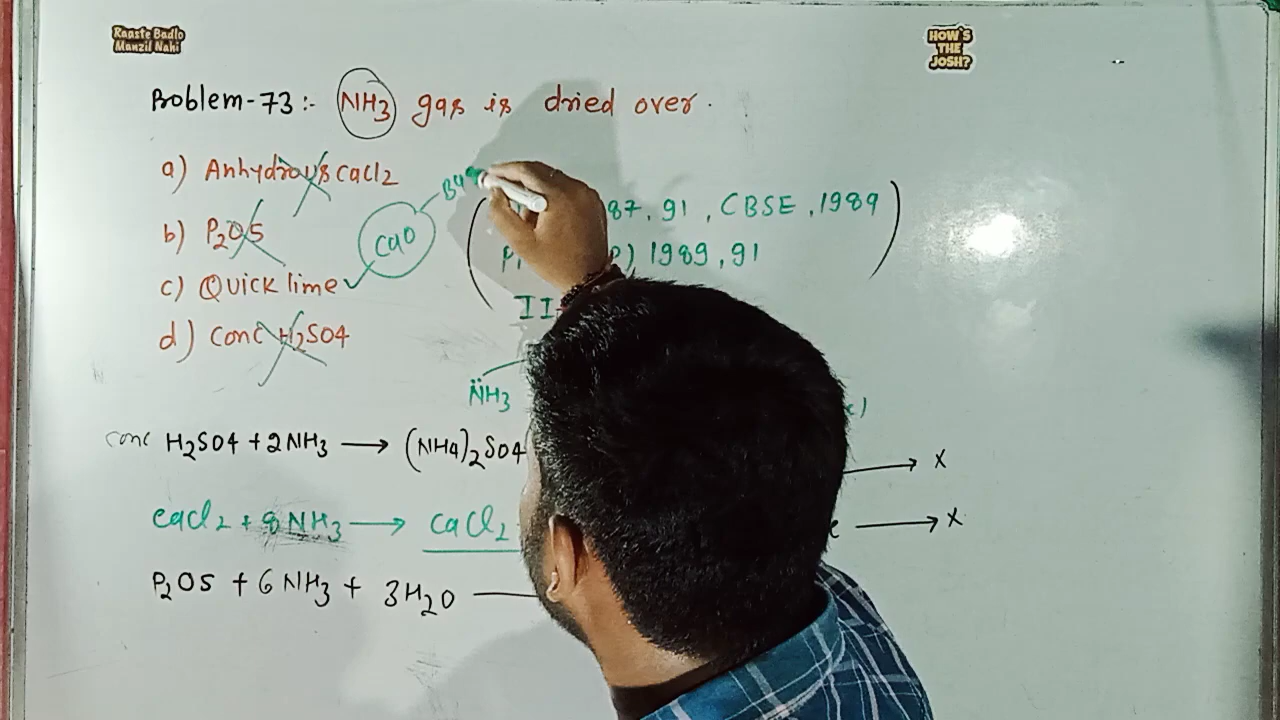 Raaste Badlo
Manzil Nahi
HOW'S
THE
JOSH?
Problem-73:- NH3 gas is dried over.
a) Anhydrous CaCl2
b) P2O5
c) Quick lime
d) Conc H2SO4
CaO
87, 91, CBSE, 1989
) 1989, 91
N̈H3
Conc H2SO4 + 2NH3 → (NH4)2SO4
→ X
CaCl2 + 8NH3 → CaCl2
→ X
P2O5 + 6NH3 + 3H2O